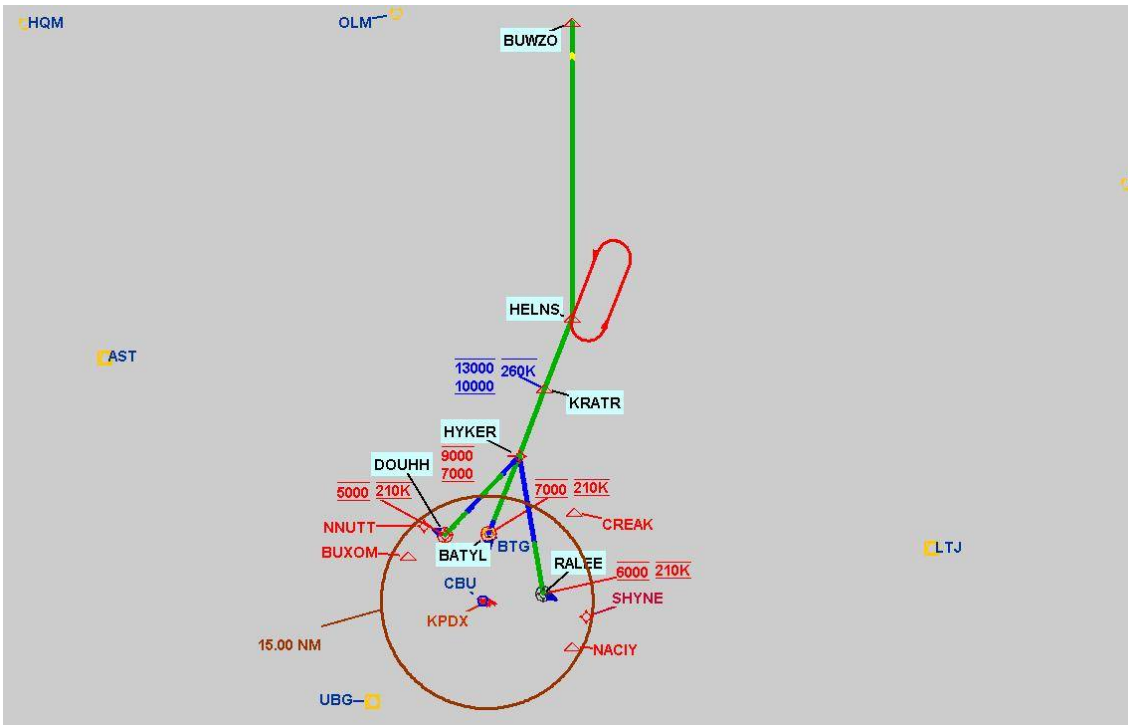 HQM
OLM
BUWZO
HELNS
AST
13000 260K
10000
KRATR
HYKER
9000
7000
DOUHH
5000 210K
7000 210K
NNUTT
CREAK
BUXOM
BATYL
BTG
LTJ
RALEE
6000 210K
CBU
SHYNE
KPDX
15.00 NM
NACIY
UBG